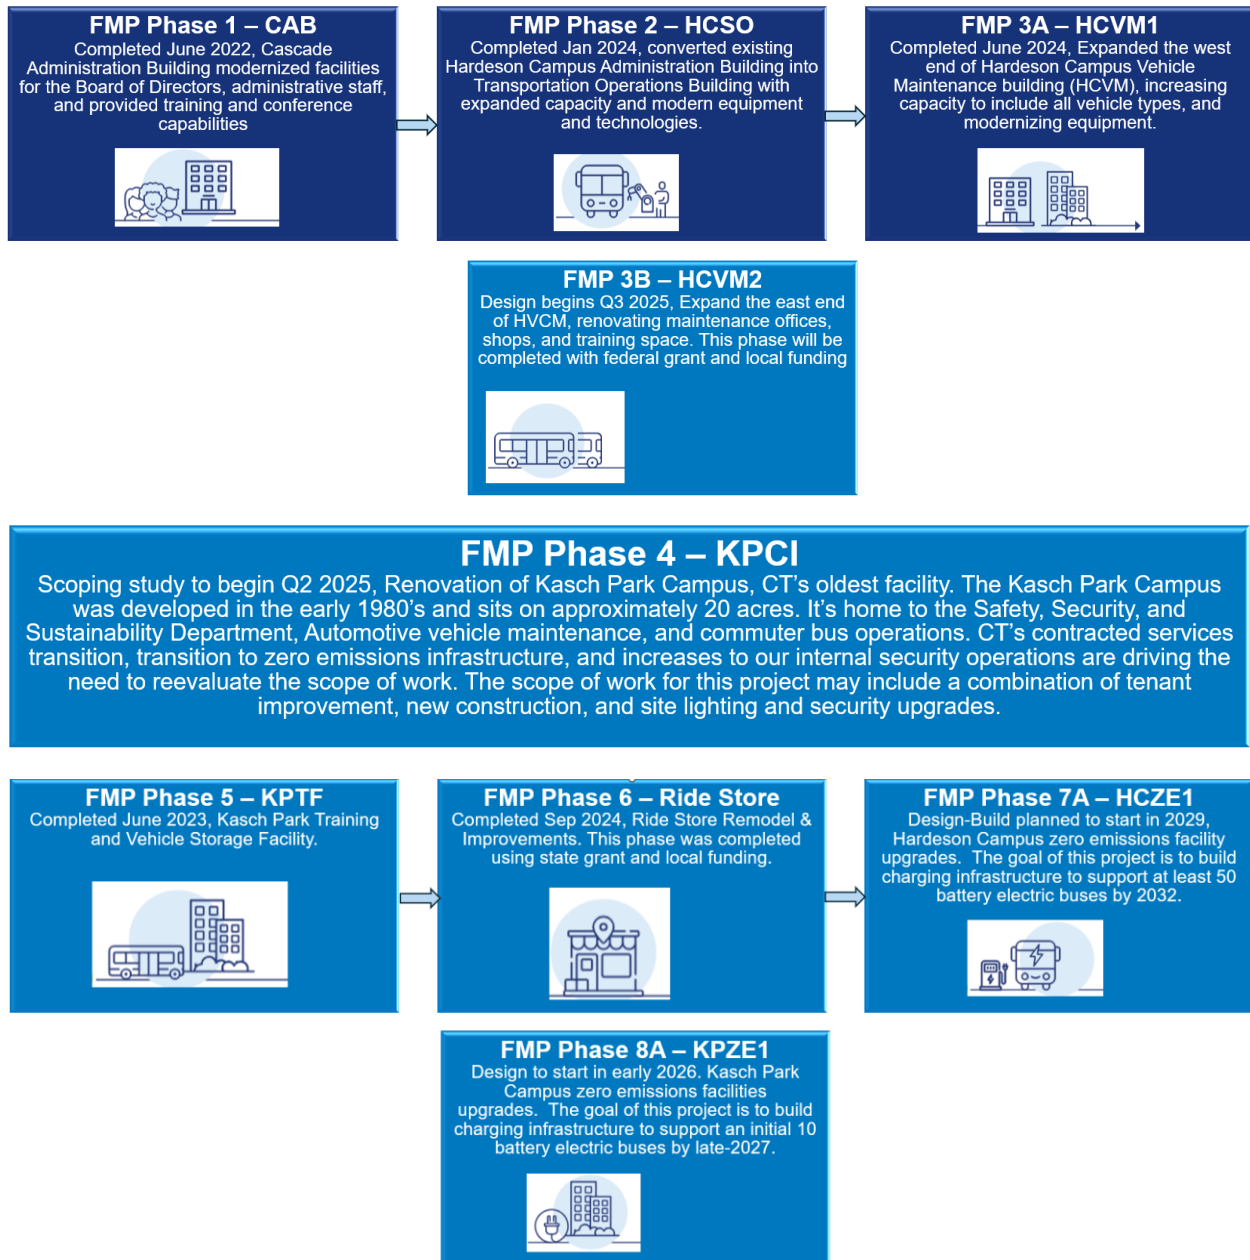 FMP Phase 1 – CAB
Completed June 2022, Cascade
Administration Building modernized facilities
for the Board of Directors, administrative staff,
and provided training and conference
capabilities
FMP Phase 2 – HCSO
Completed Jan 2024, converted existing
Hardeson Campus Administration Building into
Transportation Operations Building with
expanded capacity and modern equipment
and technologies.
FMP 3A – HCVM1
Completed June 2024, Expanded the west
end of Hardeson Campus Vehicle
Maintenance building (HCVM), increasing
capacity to include all vehicle types, and
modernizing equipment.
FMP 3B – HCVM2
Design begins Q3 2025, Expand the east end
of HVCM, renovating maintenance offices,
shops, and training space. This phase will be
completed with federal grant and local funding
FMP Phase 4 – KPCI
Scoping study to begin Q2 2025, Renovation of Kasch Park Campus, CT’s oldest facility. The Kasch Park Campus
was developed in the early 1980’s and sits on approximately 20 acres. It’s home to the Safety, Security, and
Sustainability Department, Automotive vehicle maintenance, and commuter bus operations. CT’s contracted services
transition, transition to zero emissions infrastructure, and increases to our internal security operations are driving the
need to reevaluate the scope of work. The scope of work for this project may include a combination of tenant
improvement, new construction, and site lighting and security upgrades.
FMP Phase 5 – KPTF
Completed June 2023, Kasch Park Training
and Vehicle Storage Facility.
FMP Phase 6 – Ride Store
Completed Sep 2024, Ride Store Remodel &
Improvements. This phase was completed
using state grant and local funding.
FMP Phase 7A – HCZE1
Design-Build planned to start in 2029,
Hardeson Campus zero emissions facility
upgrades.  The goal of this project is to build
charging infrastructure to support at least 50
battery electric buses by 2032.
FMP Phase 8A – KPZE1
Design to start in early 2026. Kasch Park
Campus zero emissions facilities
upgrades.  The goal of this project is to build
charging infrastructure to support an initial 10
battery electric buses by late-2027.